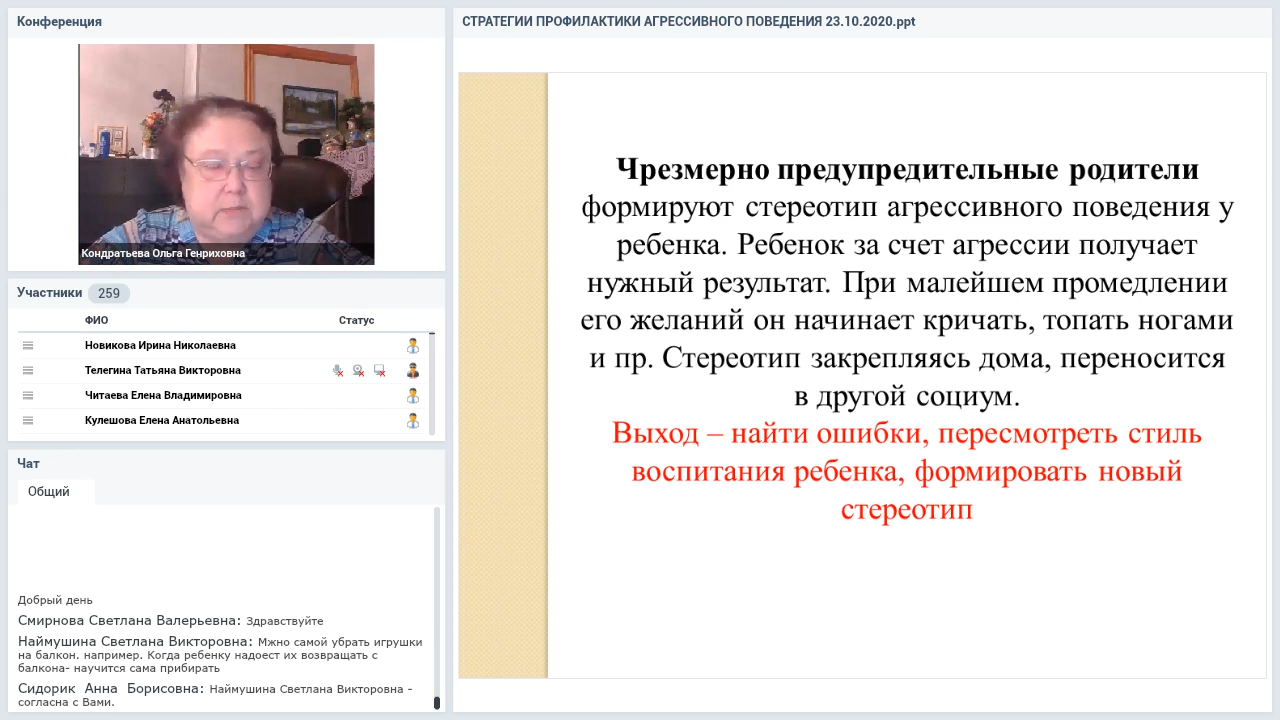 Конференция
Кондратьева Ольга Генриховна
Участники 259
ФИО Статус
Новикова Ирина Николаевна
Телегина Татьяна Викторовна
Читаева Елена Владимировна
Кулешова Елена Анатольевна
Чат
Общий
Добрый день
Смирнова Светлана Валерьевна: Здравствуйте
Наймушина Светлана Викторовна: Мжно самой убрать игрушки
на балкон. например. Когда ребенку надоест их возвращать с
балкона- научится сама прибирать
Сидорик Анна Борисовна: Наймушина Светлана Викторовна -
согласна с Вами.
СТРАТЕГИИ ПРОФИЛАКТИКИ АГРЕССИВНОГО ПОВЕДЕНИЯ 23.10.2020.ppt
Чрезмерно предупредительные родители
формируют стереотип агрессивного поведения у
ребенка. Ребенок за счет агрессии получает
нужный результат. При малейшем промедлении
его желаний он начинает кричать, топать ногами
и пр. Стереотип закрепляясь дома, переносится
в другой социум.
Выход – найти ошибки, пересмотреть стиль
воспитания ребенка, формировать новый
стереотип